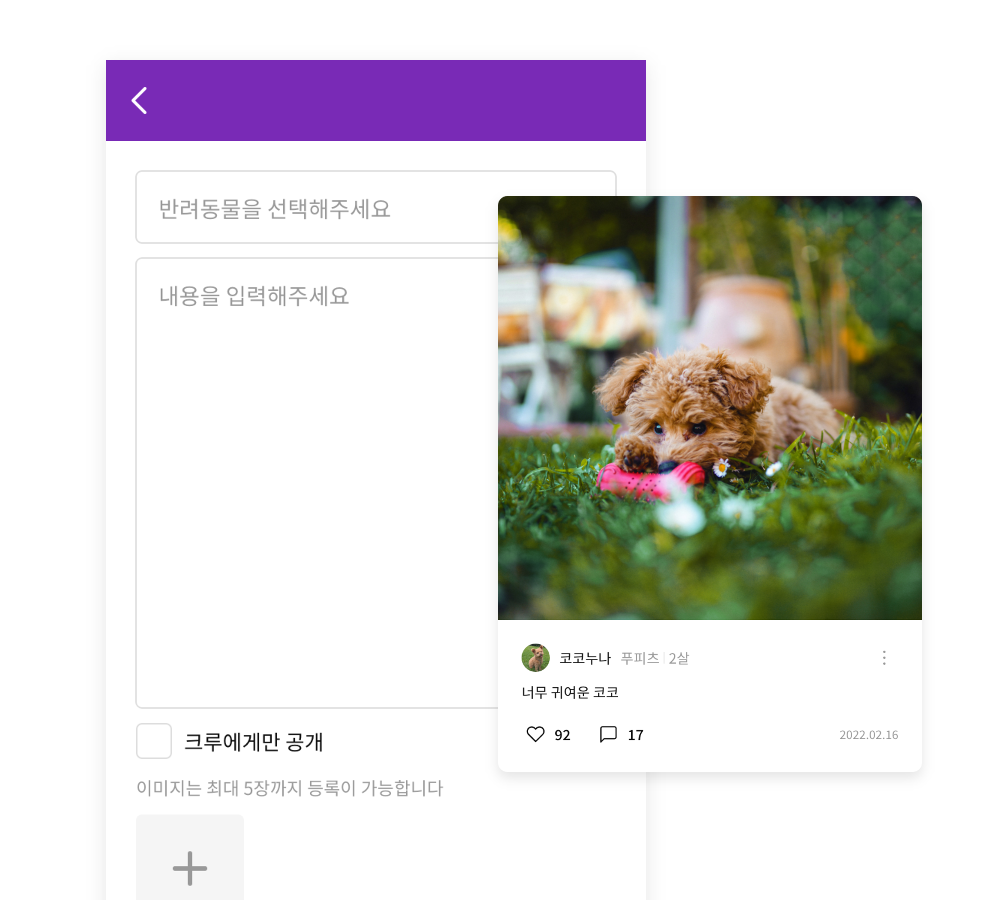 반려동물을 선택해주세요
내용을 입력해주세요
크루에게만 공개
이미지는 최대 5장까지 등록이 가능합니다
코코누나 푸피츠 2살
너무 귀여운 코코
92 17 2022.02.16